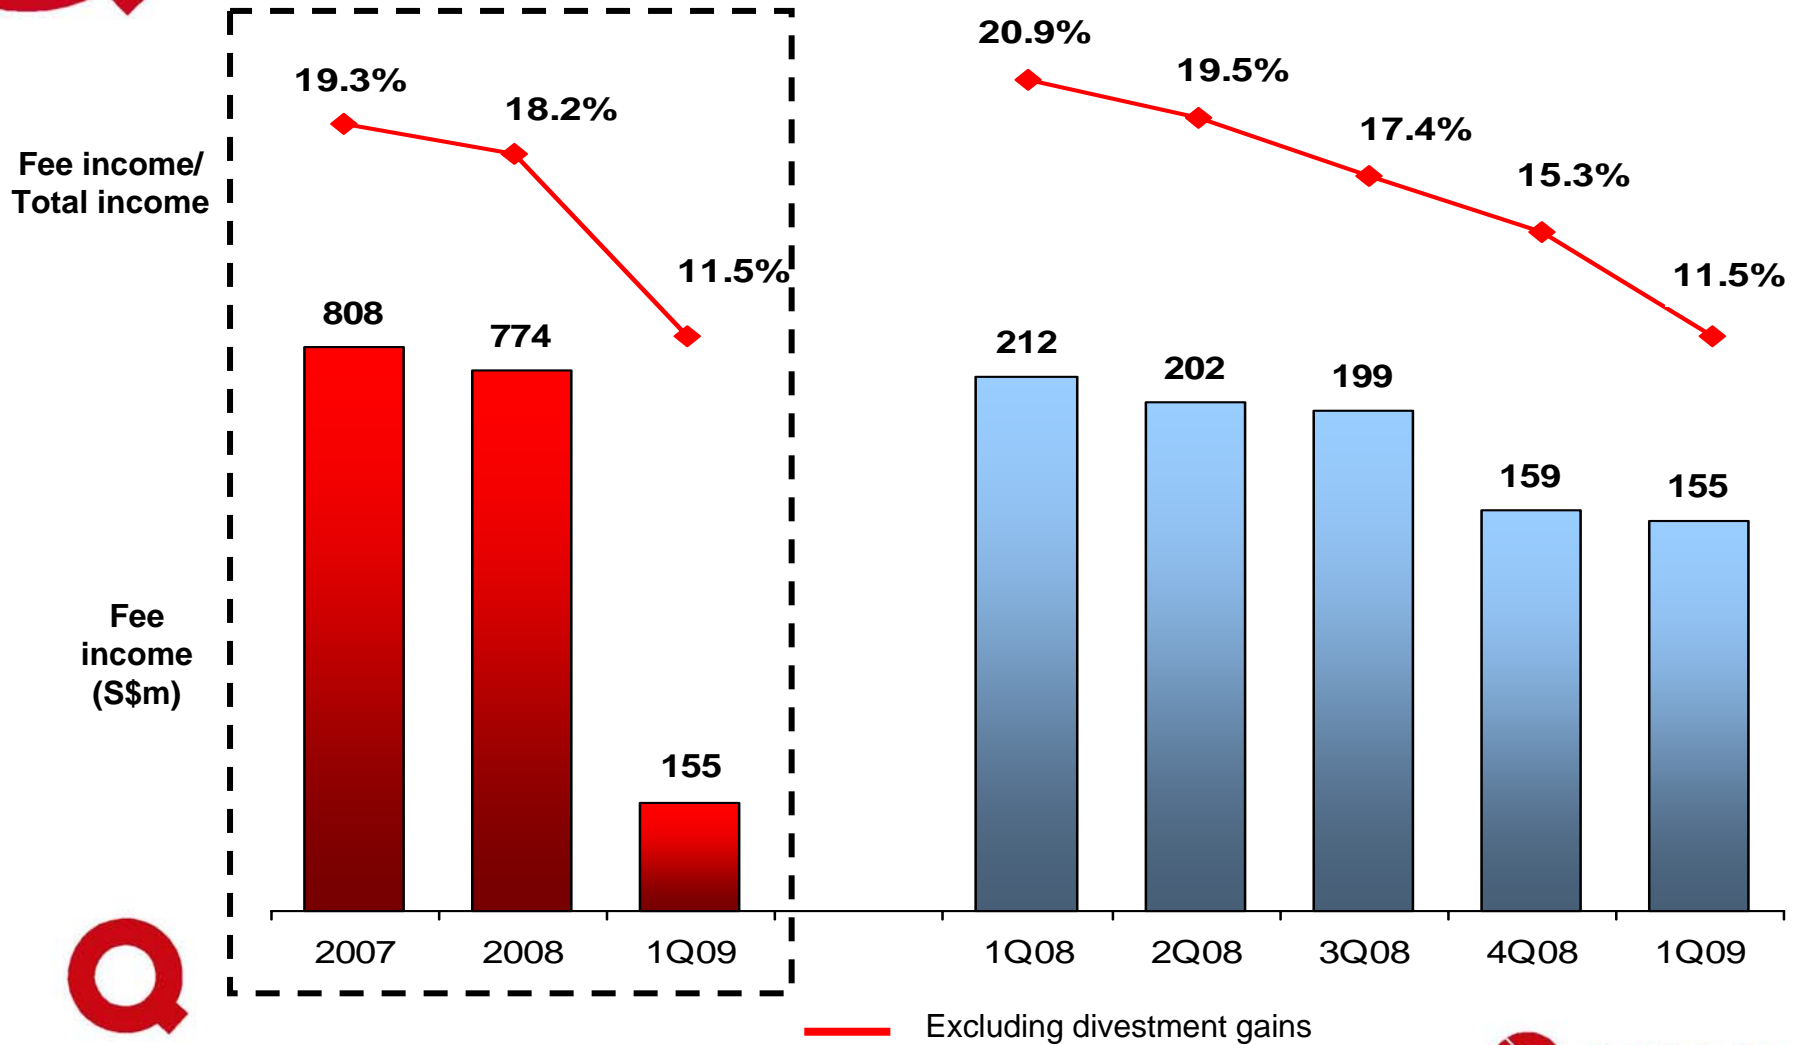 20.9%
19.3%
19.5%
18.2%
17.4%
Fee income/
Total income
15.3%
11.5%
11.5%
808
774
212
202
199
159
155
Fee
income
(S$m)
155
2007
2008
1Q09
1Q08
2Q08
3Q08
4Q08
1Q09
Excluding divestment gains